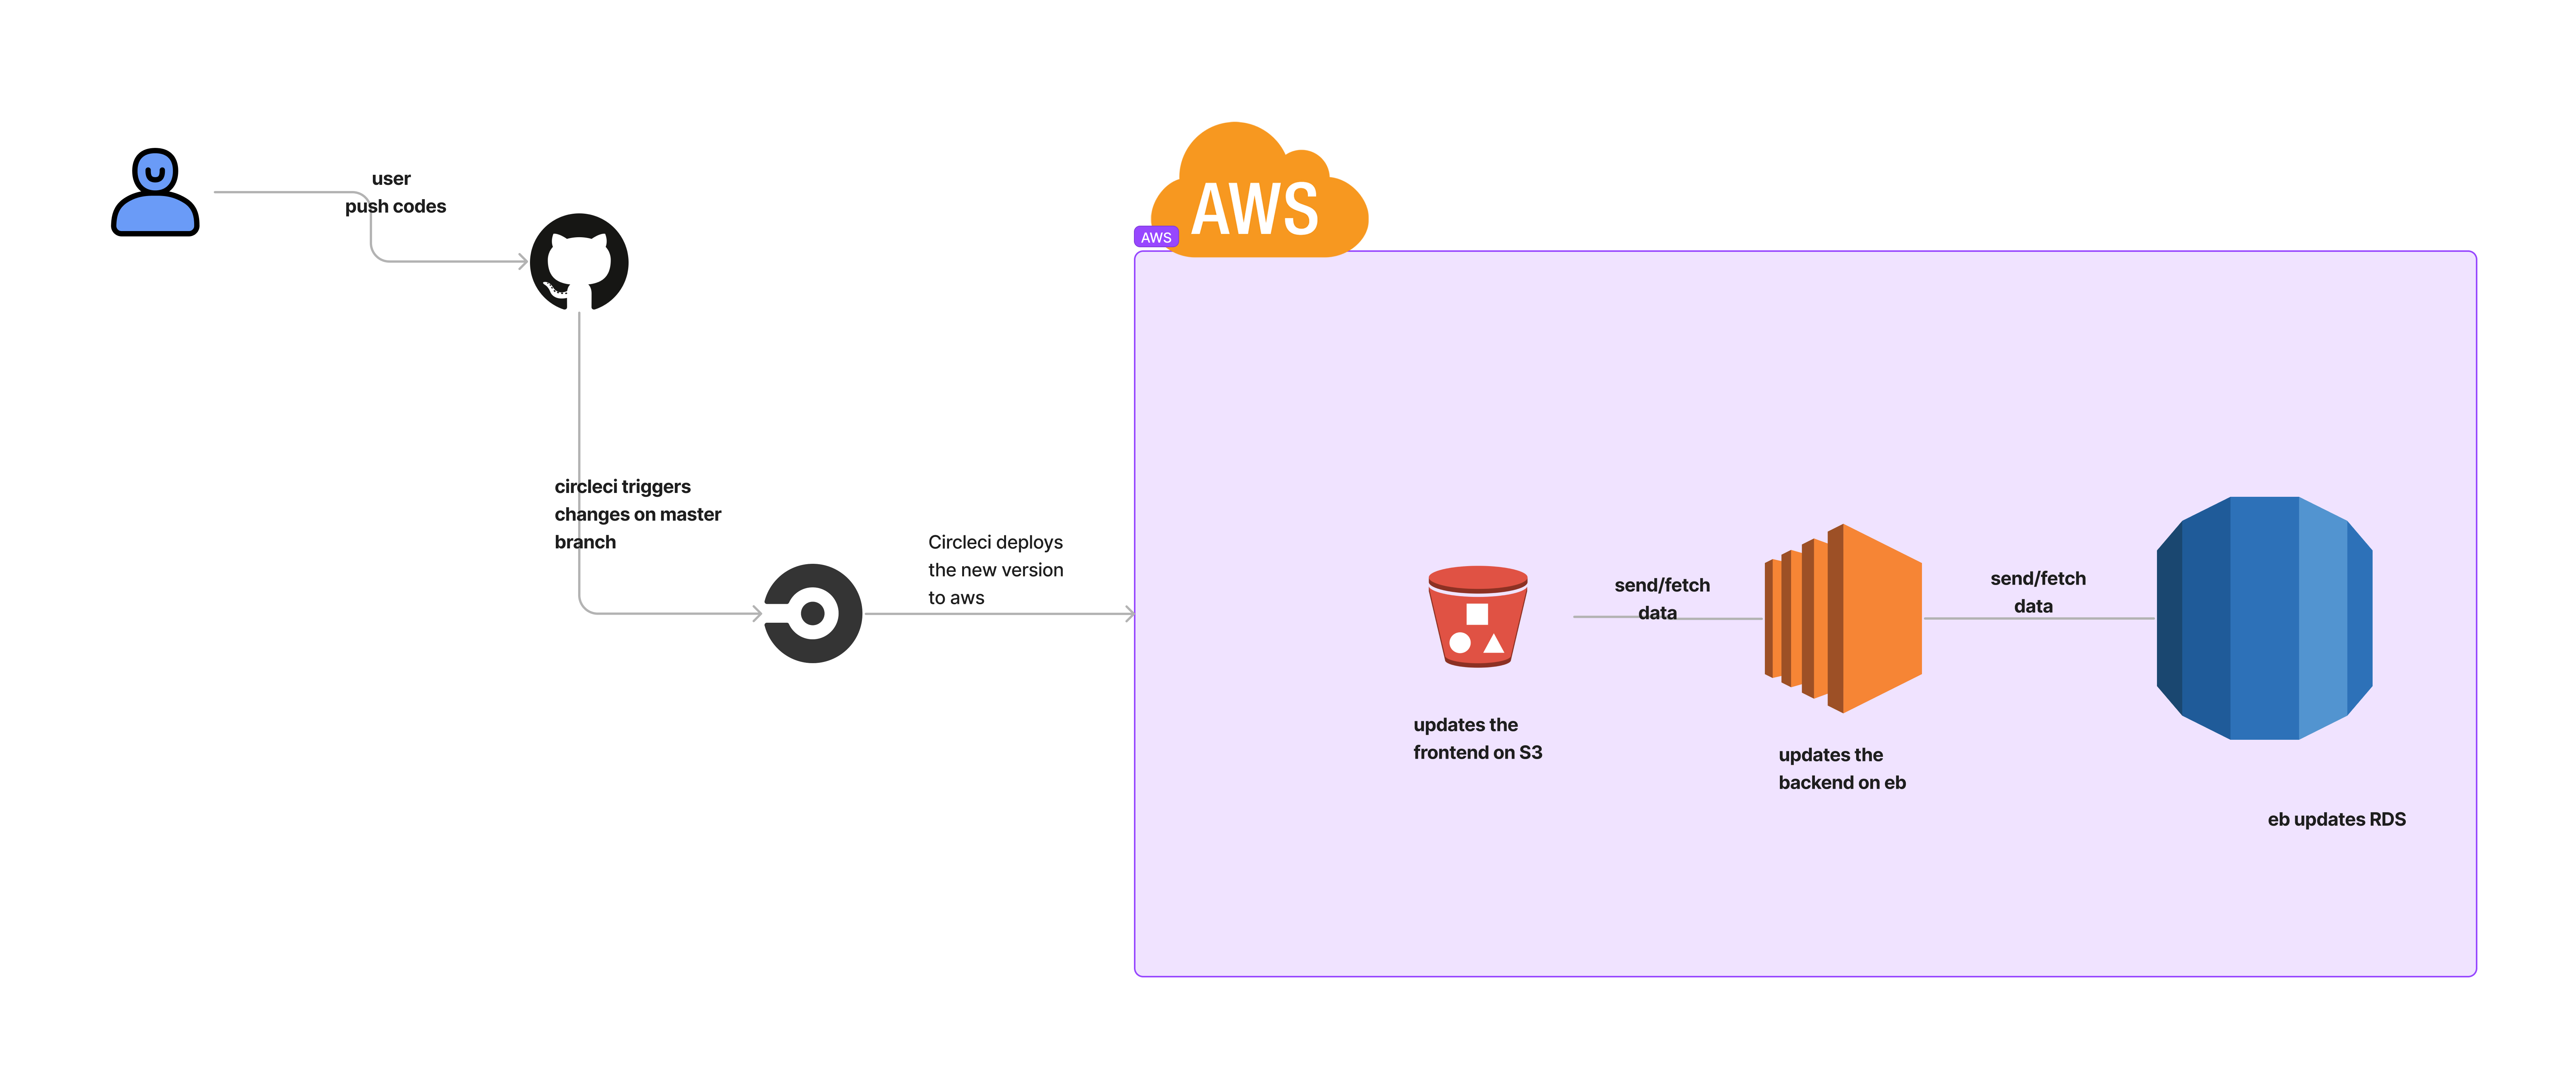 user
push codes
AWS
AWS
circleci triggers
changes on master
branch
Circleci deploys
the new version
to aws
send/fetch
data
send/fetch
data
updates the
frontend on S3
updates the
backend on eb
eb updates RDS